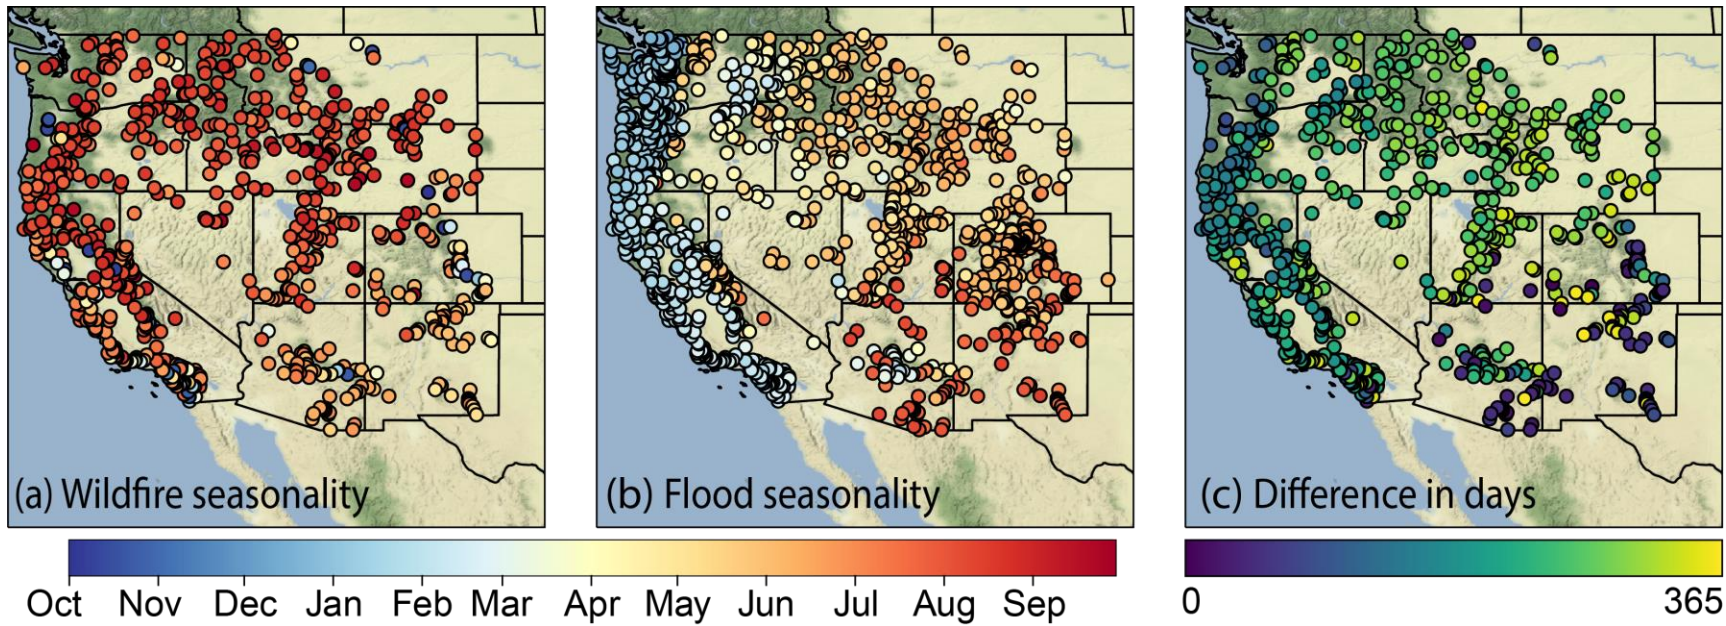 (a) Wildfire seasonality
(b) Flood seasonality
(c) Difference in days
Oct Nov Dec Jan Feb Mar Apr May Jun Jul Aug Sep
0 365